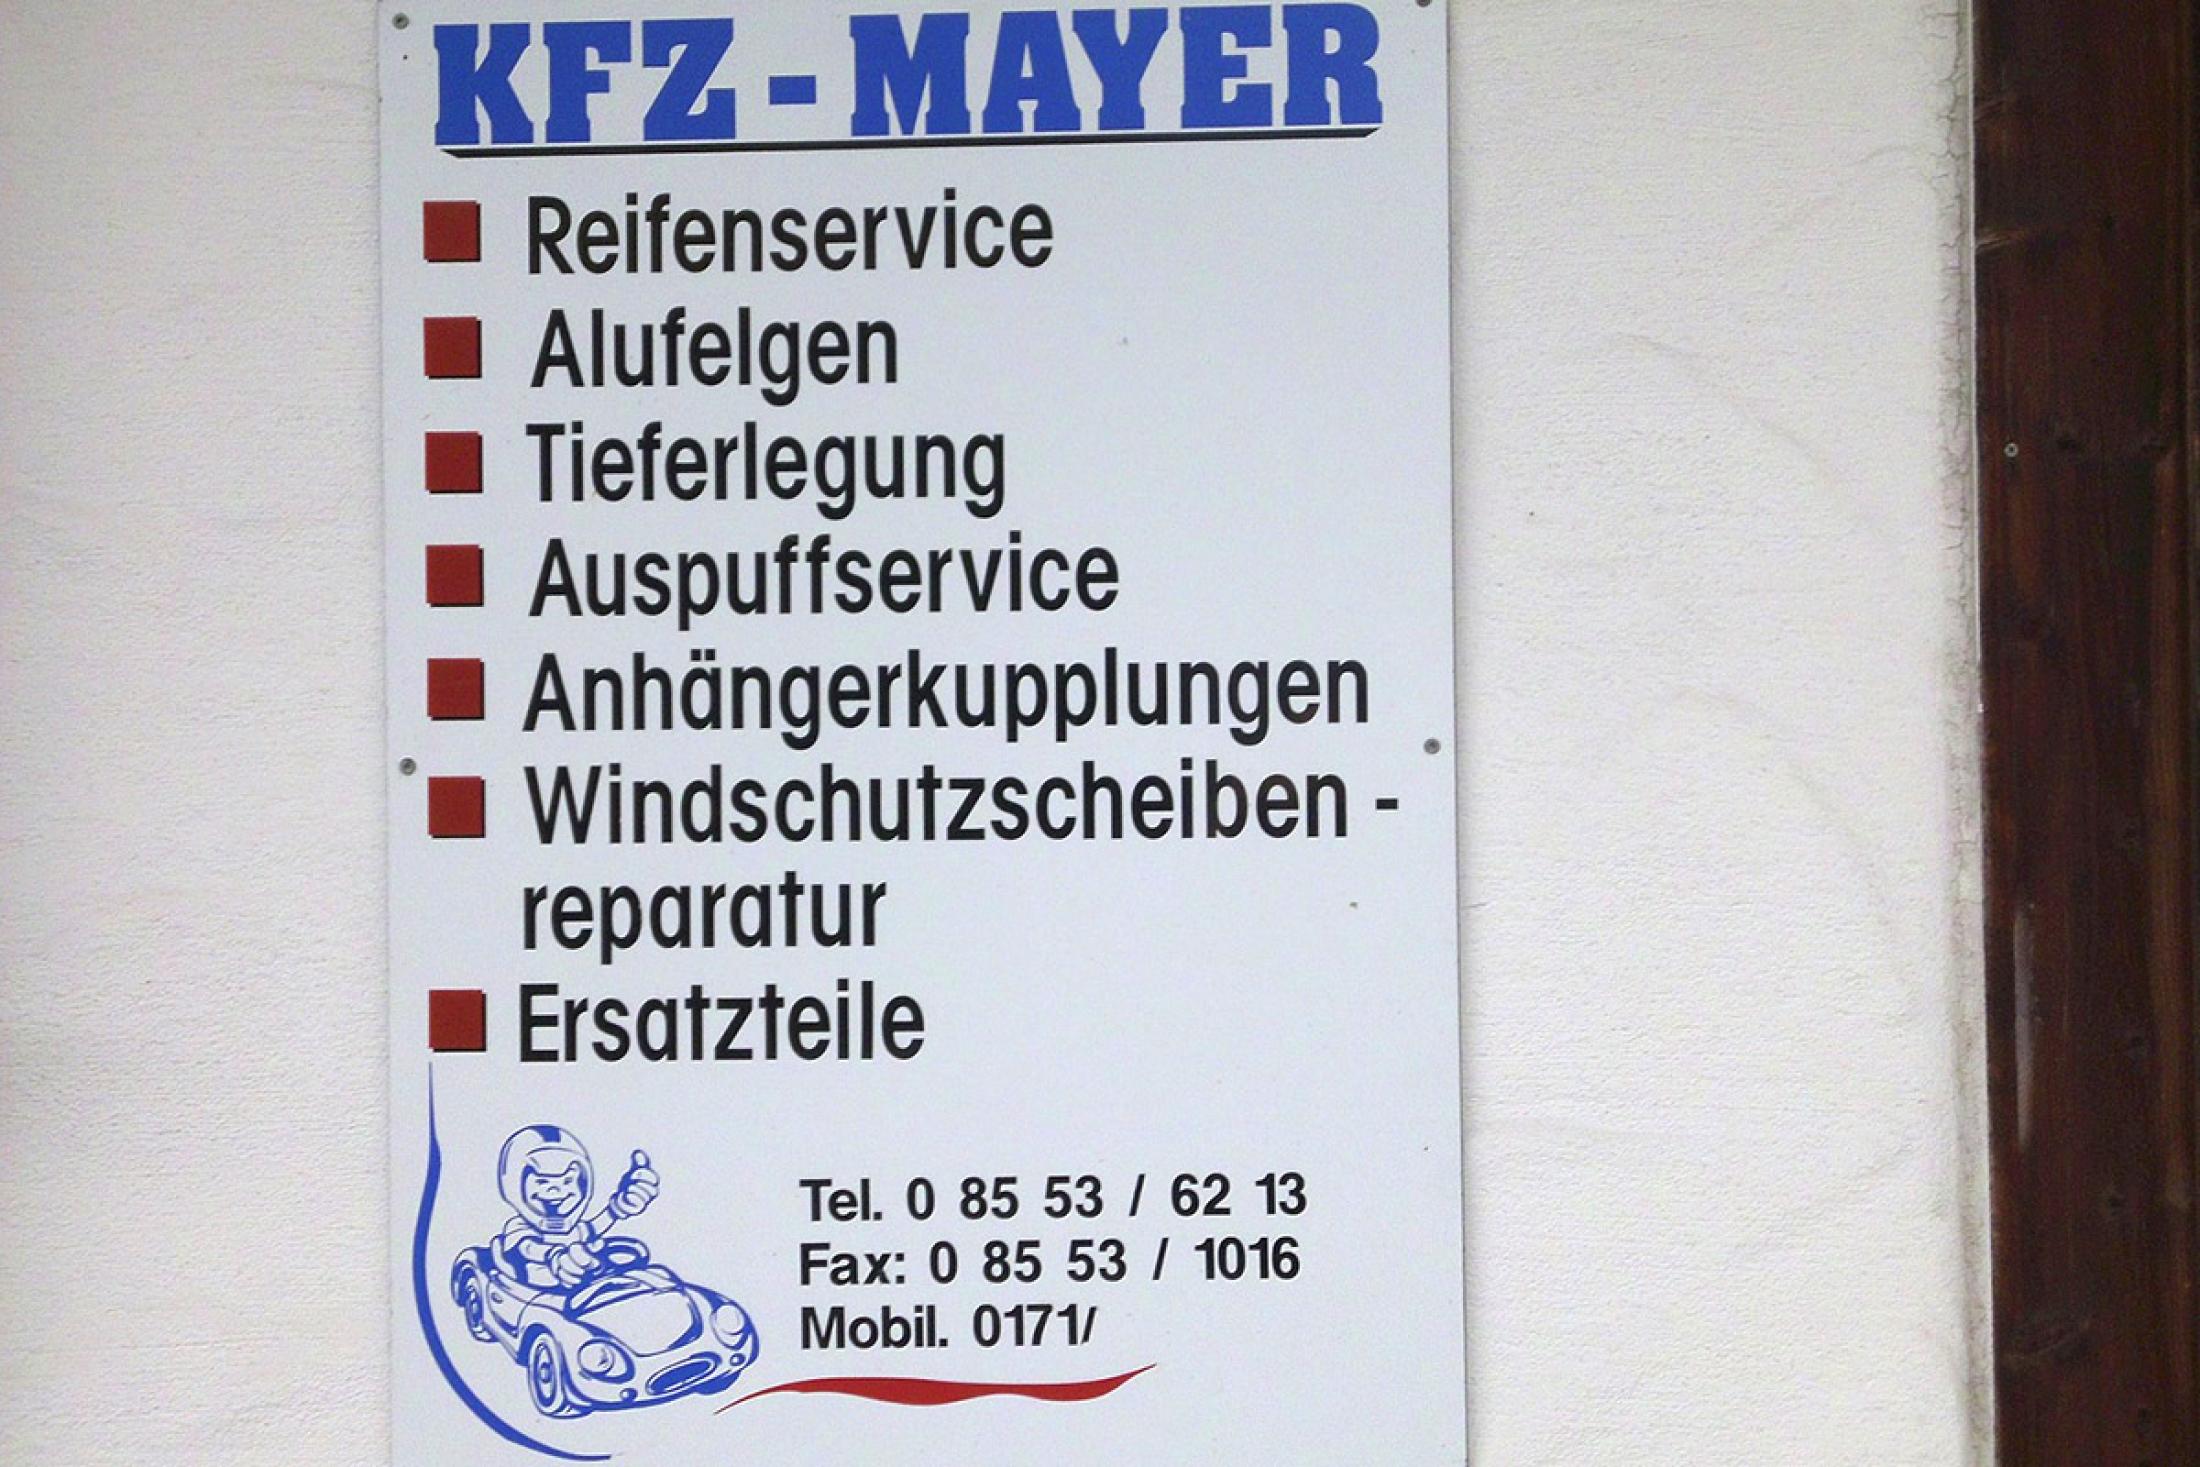 KFZ - MAYER
Reifenservice
Alufelgen
Tieferlegung
Auspuffservice
Anhängerkupplungen
Windschutzscheiben -
reparatur
Ersatzteile
Tel. 0 85 53 / 62 13
Fax: 0 85 53 / 1016
Mobil. 0171/